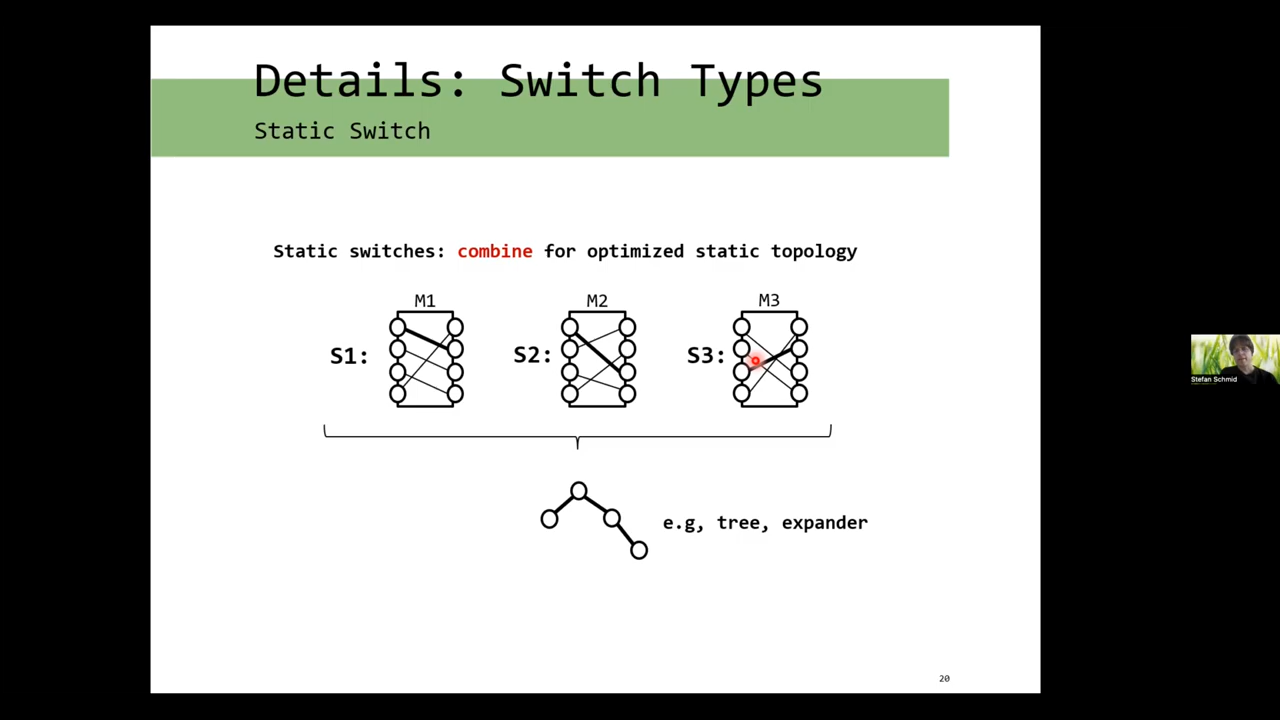 Details: Switch Types
Static Switch
Static switches: combine for optimized static topology
M1 M2 M3
S1: S2: S3:
e.g, tree, expander
Stefan Schmid
20